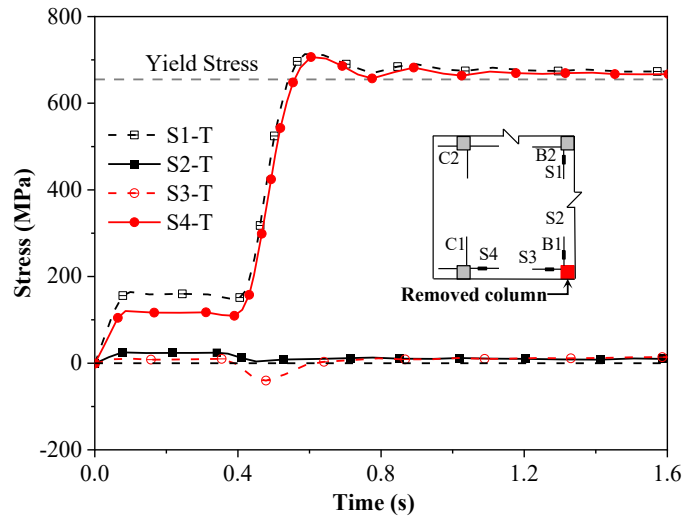 800
600
400
200
0
-200
Stress (MPa)
Yield Stress
S1-T
S2-T
S3-T
S4-T
C2
B2
S1
S2
C1
S4
S3
B1
Removed column
0.0
0.4
0.8
1.2
1.6
Time (s)